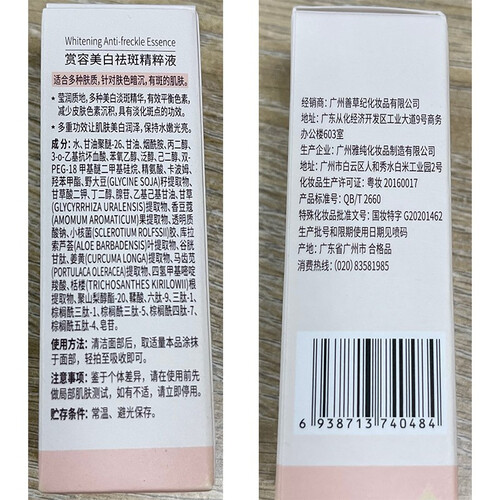 Whitening Anti-freckle Essence
赏容美白祛斑精粹液
适合多种肤质，针对肤色暗沉，有斑的肌肤。
• 莹润质地，多种美白淡斑精华，有效平衡色素，
减少皮肤色素沉积，具有淡化斑点的功效。
• 多重功效让肌肤美白润泽，保持水嫩光亮。
成 分：水、甘油聚醚-26、甘油、烟酰胺、丙二醇、
3-o-乙基抗坏血酸、苯氧乙醇、泛醇、己二醇、双-
PEG-18 甲基醚二甲基硅烷、精氨酸、卡波姆、
羟苯甲酯、野大豆(GLYCINE SOJA)籽提取物、
甘草酸二钾、丁二醇、腺苷、乙基己基甘油、甘草
(GLYCYRRHIZA URALENSIS)提取物、香豆蔻
(AMOMUM AROMATICUM)果提取物、透明质
酸钠、小核菌(SCLEROTIUM ROLFSSII)胶、库拉
索芦荟(ALOE BARBADENSIS)叶提取物、谷胱
甘肽、姜黄(CURCUMA LONGA)提取物、马齿苋
(PORTULACA OLERACEA)提取物、四氢甲基嘧啶
羧酸、栝楼(TRICHOSANTHES KIRILOWII)根
提取物、聚山梨醇酯-20、鞣酸、六肽-9、三肽-1、
棕榈酰三肽-1、棕榈酰三肽-5、棕榈酰四肽-7、
棕榈酰五肽-4、皂苷。
使用方法：清洁面部后，取适量本品涂抹
于面部，轻拍至吸收即可。
注意事项：鉴于个体差异，请在使用前先
做局部肌肤测试，如有不适，请立即停用。
贮存条件：常温、避光保存。
经销商：广州善草纪化妆品有限公司
地址：广东从化经济开发区工业大道9号商务
办公楼603室
生产企业：广州雅纯化妆品制造有限公司
地址：广州市白云区人和秀水白米工业园2号
化妆品生产许可证：粤妆 20160017
产品标准号：QB/T 2660
特殊化妆品批准文号：国妆特字 G20201462
生产批号和限期使用日期见喷码
产地：广东省广州市 合格品
消费热线：(020) 83581985
6 938713 740484